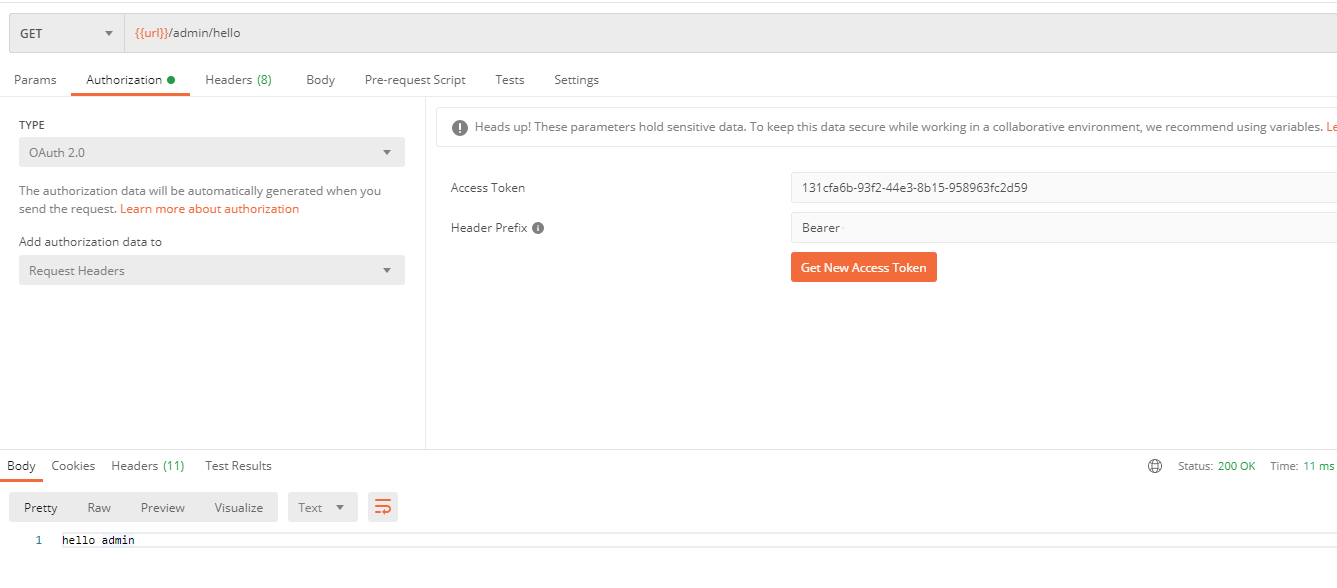 GET {{url}}/admin/hello
Params Authorization Headers (8) Body Pre-request Script Tests Settings
TYPE
OAuth 2.0
The authorization data will be automatically generated when you
send the request. Learn more about authorization
Add authorization data to
Request Headers
Heads up! These parameters hold sensitive data. To keep this data secure while working in a collaborative environment, we recommend using variables. Le
Access Token 131cfa6b-93f2-44e3-8b15-958963fc2d59
Header Prefix Bearer
Get New Access Token
Body Cookies Headers (11) Test Results Status: 200 OK Time: 11 ms
Pretty Raw Preview Visualize Text
1 hello admin